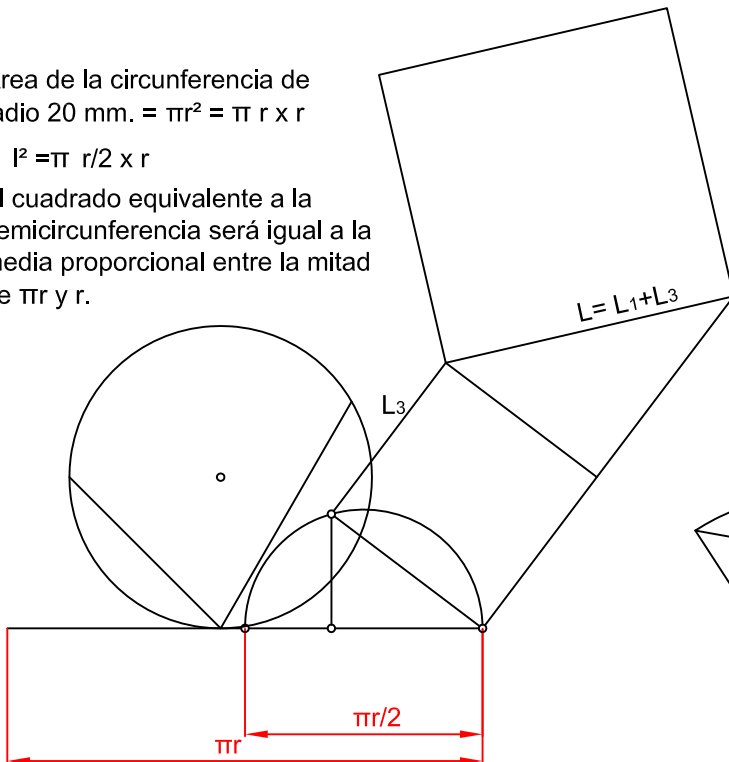 rea de la circunferencia de
adio 20 mm. = πr² = π r x r
l² =π r/2 x r
l cuadrado equivalente a la
emicircunferencia será igual a la
edia proporcional entre la mitad
e πr y r.
L= L1+L3
L3
πr/2
πr